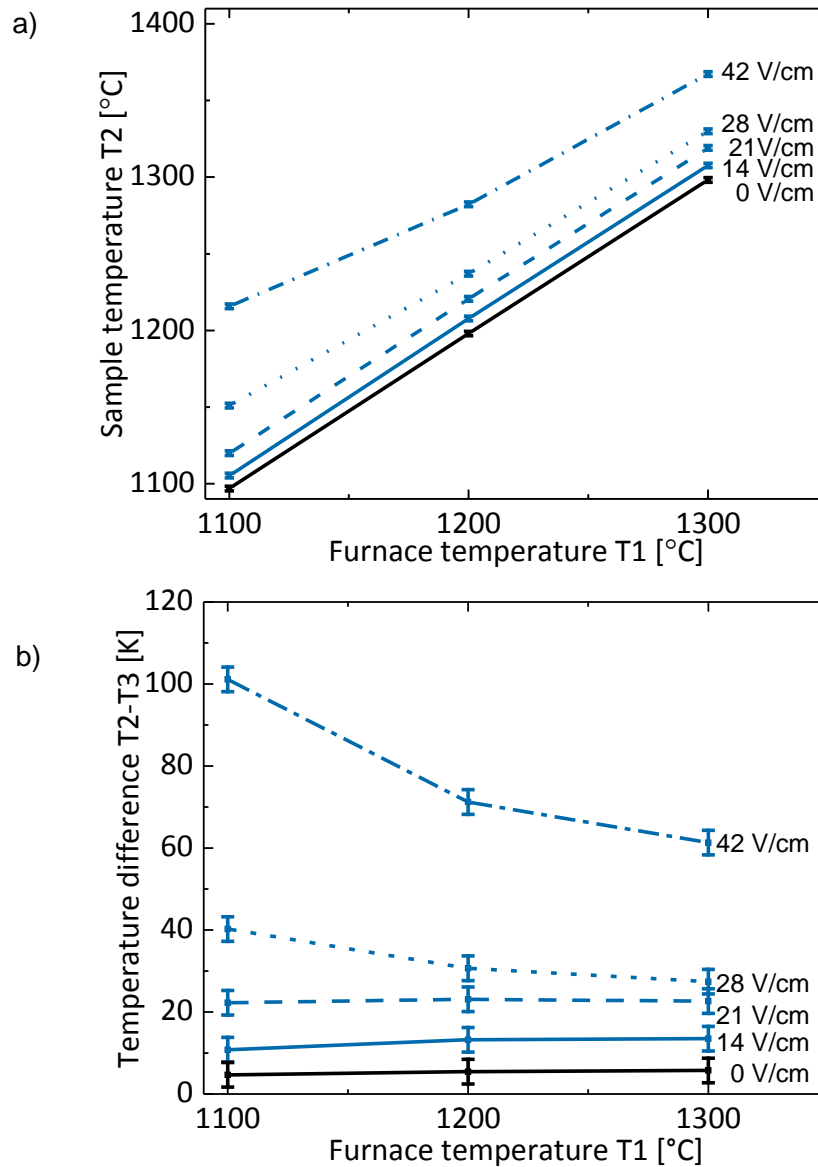 a)
Sample temperature T2 [°C]
1400
1300
1200
1100
42 V/cm
28 V/cm
21V/cm
14 V/cm
0 V/cm
1100 1200 1300
Furnace temperature T1 [°C]
b)
Temperature difference T2-T3 [K]
120
100
80
60
40
20
0
42 V/cm
28 V/cm
21 V/cm
14 V/cm
0 V/cm
1100 1200 1300
Furnace temperature T1 [°C]